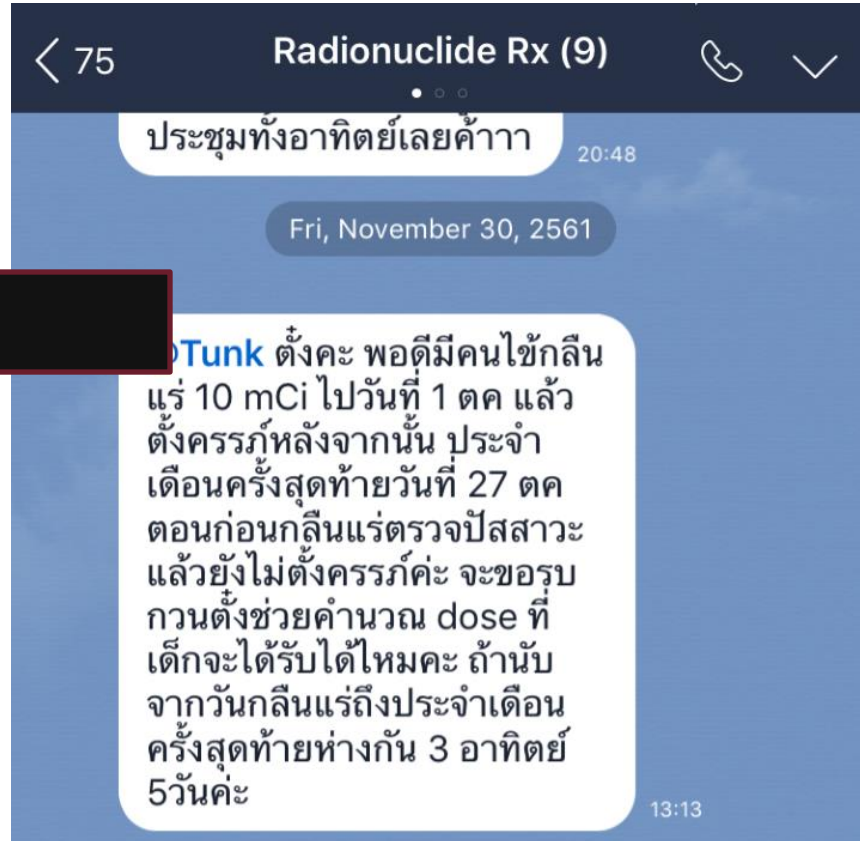 75
Radionuclide Rx (9)
ประชุมทั้งอาทิตย์เลยค้าาา
20:48
Fri, November 30, 2561
@Tunk ตั๋งคะ พอดีมีคนไข้กลืน
แร่ 10 mCi ไปวันที่ 1 ตค แล้ว
ตั้งครรภ์หลังจากนั้น ประจำ
เดือนครั้งสุดท้ายวันที่ 27 ตค
ตอนก่อนกลืนแร่ตรวจปัสสาวะ
แล้วยังไม่ตั้งครรภ์ค่ะ จะขอรบ
กวนตั๋งช่วยคำนวณ dose ที่
เด็กจะได้รับได้ไหมคะ ถ้านับ
จากวันกลืนแร่ถึงประจำเดือน
ครั้งสุดท้ายห่างกัน 3 อาทิตย์
5วันค่ะ
13:13